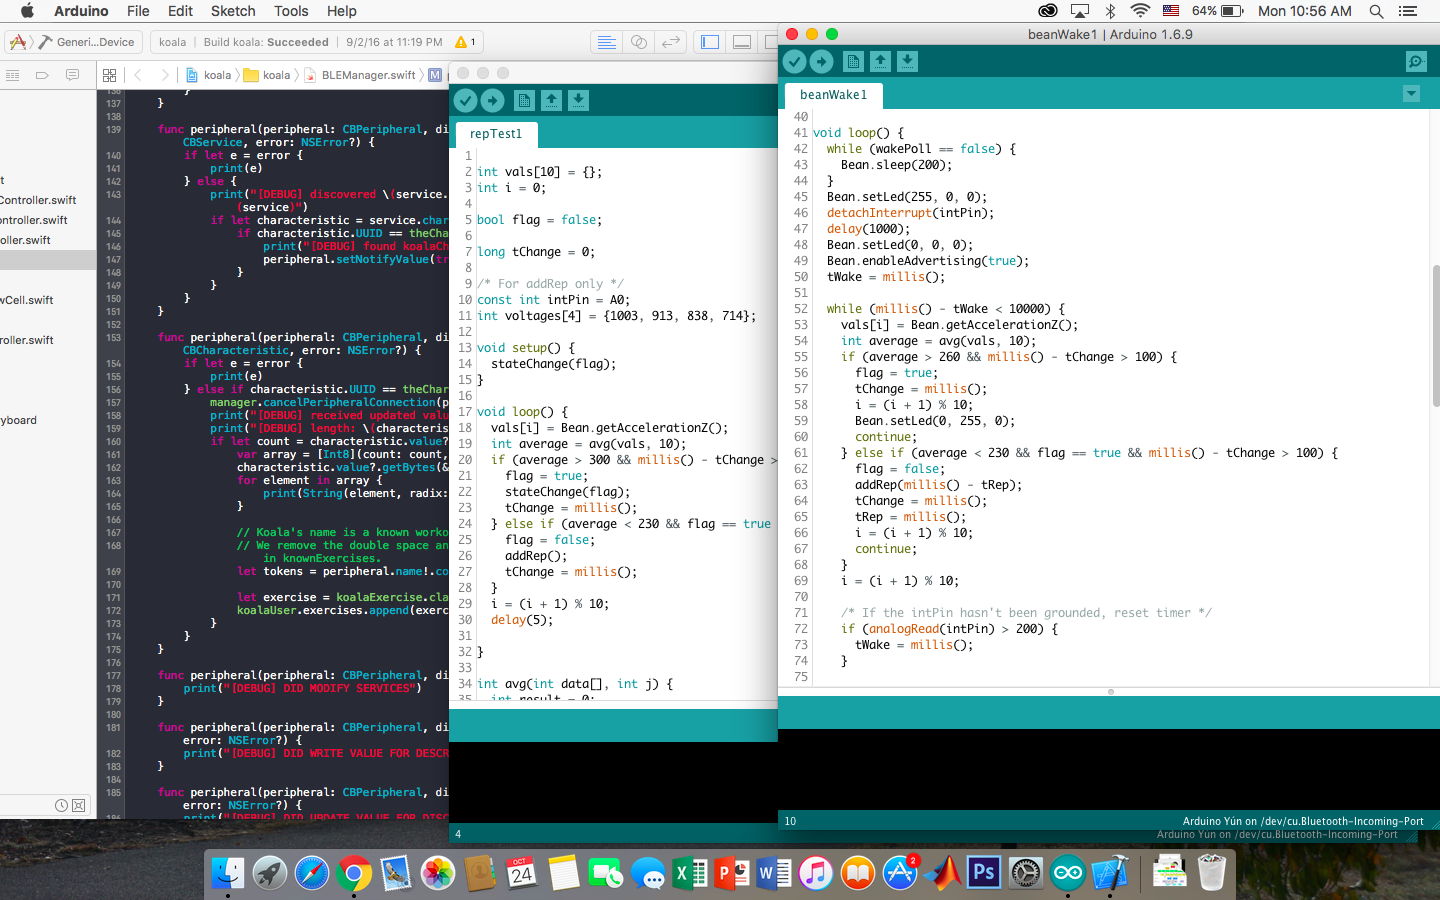 Arduino File Edit Sketch Tools Help
64% Mon 10:56 AM
Generi...Device
koala | Build koala: Succeeded | 9/2/16 at 11:19 PM 1
koala koala BLEManager.swift M
t
Controller.swift
ontroller.swift
oller.swift
wCell.swift
roller.swift
yboard
136 }
137 }
138
139 func peripheral(peripheral: CBPeripheral, di
CBService, error: NSError?) {
140 if let e = error {
141 print(e)
142 } else {
143 print("[DEBUG] discovered \(service.
(service)")
144 if let characteristic = service.char
145 if characteristic.UUID == theCha
146 print("[DEBUG] found koalaCh
147 peripheral.setNotifyValue(tr
148 }
149 }
150 }
151 }
152
153 func peripheral(peripheral: CBPeripheral, di
CBCharacteristic, error: NSError?) {
154 if let e = error {
155 print(e)
156 } else if characteristic.UUID == theChar
157 manager.cancelPeripheralConnection(p
158 print("[DEBUG] received updated valu
159 print("[DEBUG] length: \(characteris
160 if let count = characteristic.value?
161 var array = [Int8](count: count,
162 characteristic.value?.getBytes(&
163 for element in array {
164 print(String(element, radix:
165 }
166
167 // Koala's name is a known worko
168 // We remove the double space an
in knownExercises.
169 let tokens = peripheral.name!.co
170
171 let exercise = koalaExercise.cla
172 koalaUser.exercises.append(exerc
173 }
174 }
175 }
176
177 func peripheral(peripheral: CBPeripheral, di
178 print("[DEBUG] DID MODIFY SERVICES")
179 }
180
181 func peripheral(peripheral: CBPeripheral, di
error: NSError?) {
182 print("[DEBUG] DID WRITE VALUE FOR DESCR
183 }
184
185 func peripheral(peripheral: CBPeripheral, di
error: NSError?) {
186 print("[DEBUG] DID UPDATE VALUE FOR DISC
repTest1
1
2 int vals[10] = {};
3 int i = 0;
4
5 bool flag = false;
6
7 long tChange = 0;
8
9 /* For addRep only */
10 const int intPin = A0;
11 int voltages[4] = {1003, 913, 838, 714};
12
13 void setup() {
14 stateChange(flag);
15 }
16
17 void loop() {
18 vals[i] = Bean.getAccelerationZ();
19 int average = avg(vals, 10);
20 if (average > 300 && millis() - tChange >
21 flag = true;
22 stateChange(flag);
23 tChange = millis();
24 } else if (average < 230 && flag == true
25 flag = false;
26 addRep();
27 tChange = millis();
28 }
29 i = (i + 1) % 10;
30 delay(5);
31
32 }
33
34 int avg(int data[], int j) {
35 int result = 0;
4
Arduino Yún on /dev/cu.Bluetooth-Incoming-Port
beanWake1 | Arduino 1.6.9
beanWake1
40
41 void loop() {
42 while (wakePoll == false) {
43 Bean.sleep(200);
44 }
45 Bean.setLed(255, 0, 0);
46 detachInterrupt(intPin);
47 delay(1000);
48 Bean.setLed(0, 0, 0);
49 Bean.enableAdvertising(true);
50 tWake = millis();
51
52 while (millis() - tWake < 10000) {
53 vals[i] = Bean.getAccelerationZ();
54 int average = avg(vals, 10);
55 if (average > 260 && millis() - tChange > 100) {
56 flag = true;
57 tChange = millis();
58 i = (i + 1) % 10;
59 Bean.setLed(0, 255, 0);
60 continue;
61 } else if (average < 230 && flag == true && millis() - tChange > 100) {
62 flag = false;
63 addRep(millis() - tRep);
64 tChange = millis();
65 tRep = millis();
66 i = (i + 1) % 10;
67 continue;
68 }
69 i = (i + 1) % 10;
70
71 /* If the intPin hasn't been grounded, reset timer */
72 if (analogRead(intPin) > 200) {
73 tWake = millis();
74 }
75
10
Arduino Yún on /dev/cu.Bluetooth-Incoming-Port
OCT
24
2
Ps